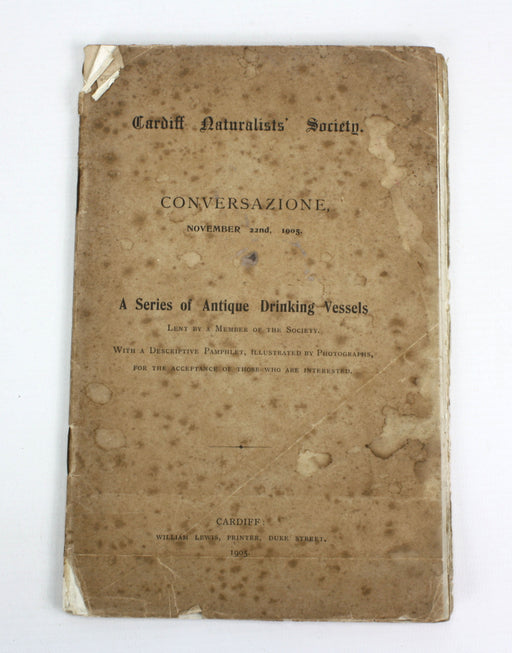 Cardiff Naturalists' Society.
CONVERSAZIONE,
NOVEMBER 22nd, 1905.
A Series of Antique Drinking Vessels
LENT BY A MEMBER OF THE SOCIETY.
WITH A DESCRIPTIVE PAMPHLET, ILLUSTRATED BY PHOTOGRAPHS,
FOR THE ACCEPTANCE OF THOSE WHO ARE INTERESTED.
CARDIFF:
WILLIAM LEWIS, PRINTER, DUKE STREET.
1905.